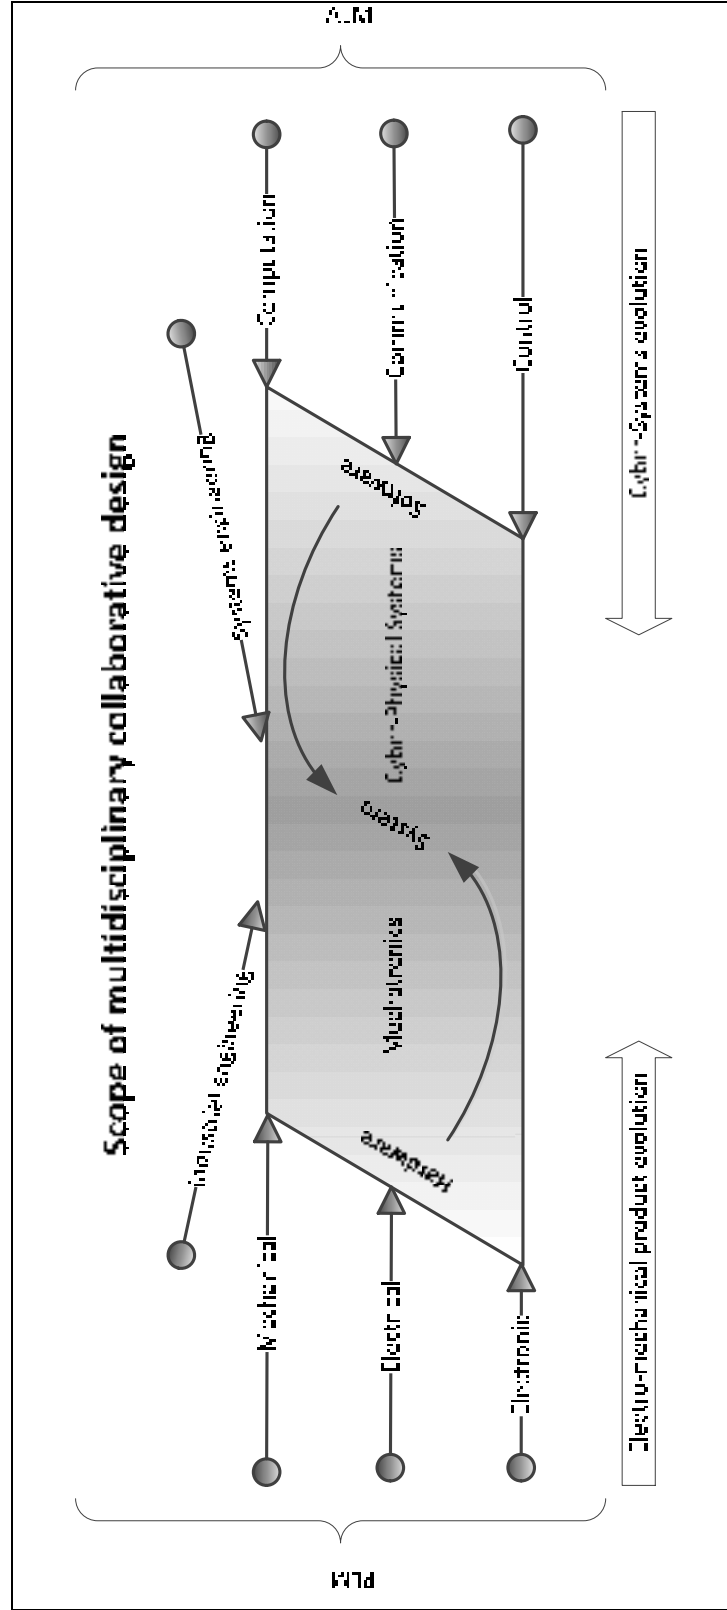 Scope of multidisciplinary collaborative design
PLM
ALM
Industrial engineering
Systems engineering
Mechanical
Electrical
Electronic
Computation
Communication
Control
Hardware
Software
System
Mechatronics
Cyber-Physical Systems
Electro-mechanical product evolution
Cyber-Systems evolution